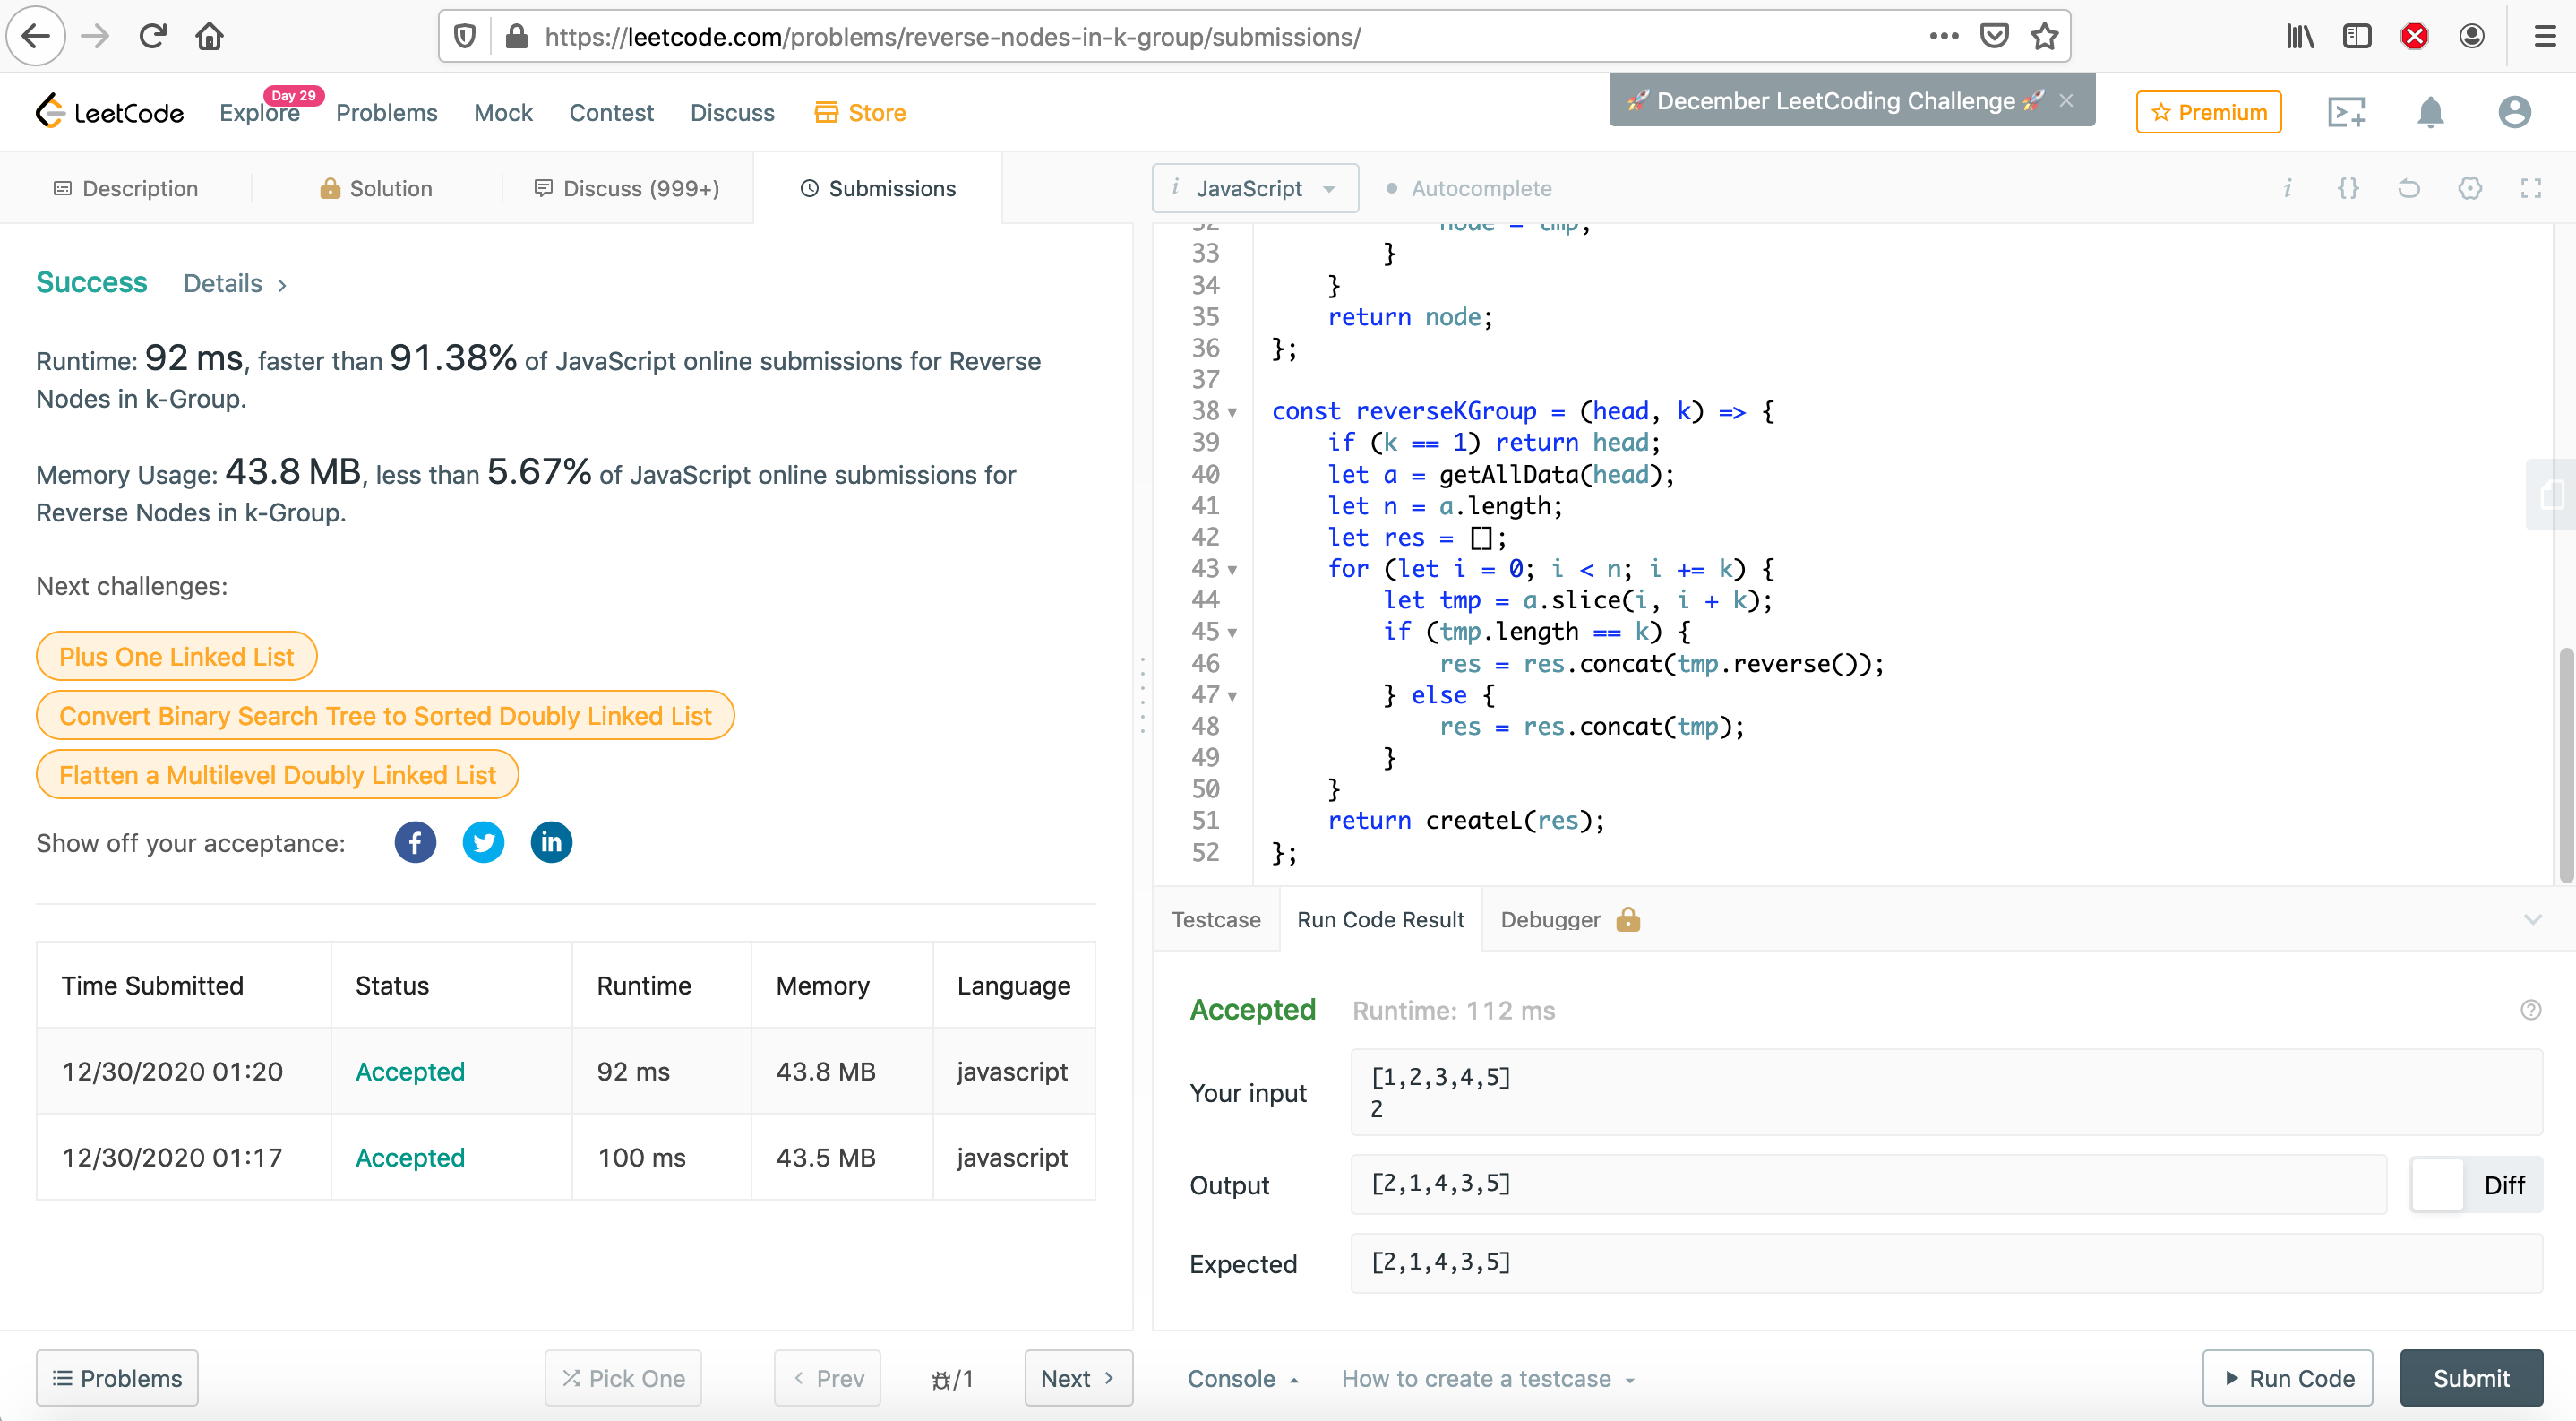 https://leetcode.com/problems/reverse-nodes-in-k-group/submissions/
LeetCode
Explore
Day 29
Problems
Mock
Contest
Discuss
Store
🚀 December LeetCoding Challenge 🚀 ×
Premium
Description
Solution
Discuss (999+)
Submissions
i JavaScript
Autocomplete
Success
Details
Runtime: 92 ms, faster than 91.38% of JavaScript online submissions for Reverse
Nodes in k-Group.
Memory Usage: 43.8 MB, less than 5.67% of JavaScript online submissions for
Reverse Nodes in k-Group.
Next challenges:
Plus One Linked List
Convert Binary Search Tree to Sorted Doubly Linked List
Flatten a Multilevel Doubly Linked List
Show off your acceptance:
Time Submitted Status Runtime Memory Language
12/30/2020 01:20 Accepted 92 ms 43.8 MB javascript
12/30/2020 01:17 Accepted 100 ms 43.5 MB javascript
32 node = tmp;
33 }
34 }
35 return node;
36 };
37
38 const reverseKGroup = (head, k) => {
39 if (k == 1) return head;
40 let a = getAllData(head);
41 let n = a.length;
42 let res = [];
43 for (let i = 0; i < n; i += k) {
44 let tmp = a.slice(i, i + k);
45 if (tmp.length == k) {
46 res = res.concat(tmp.reverse());
47 } else {
48 res = res.concat(tmp);
49 }
50 }
51 return createL(res);
52 };
Testcase
Run Code Result
Debugger
Accepted
Runtime: 112 ms
Your input
[1,2,3,4,5]
2
Output
[2,1,4,3,5]
Diff
Expected
[2,1,4,3,5]
Problems
Pick One
Prev
/1
Next
Console
How to create a testcase
Run Code
Submit